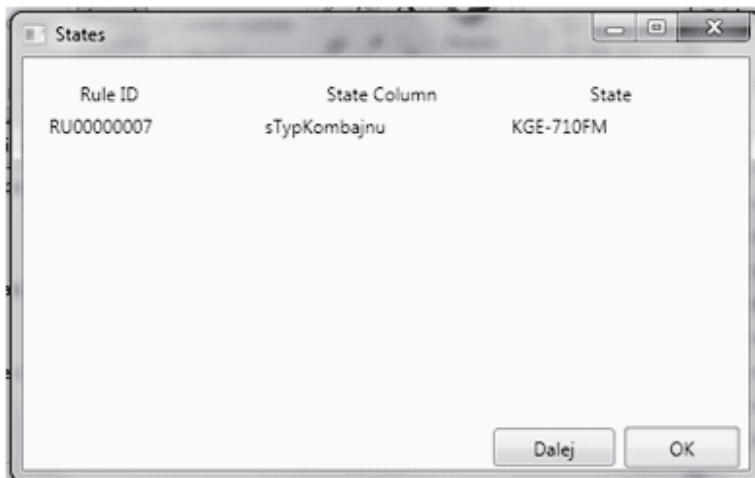 States
Rule ID State Column State
RU00000007 sTypKombajnu KGE-710FM
Dalej OK